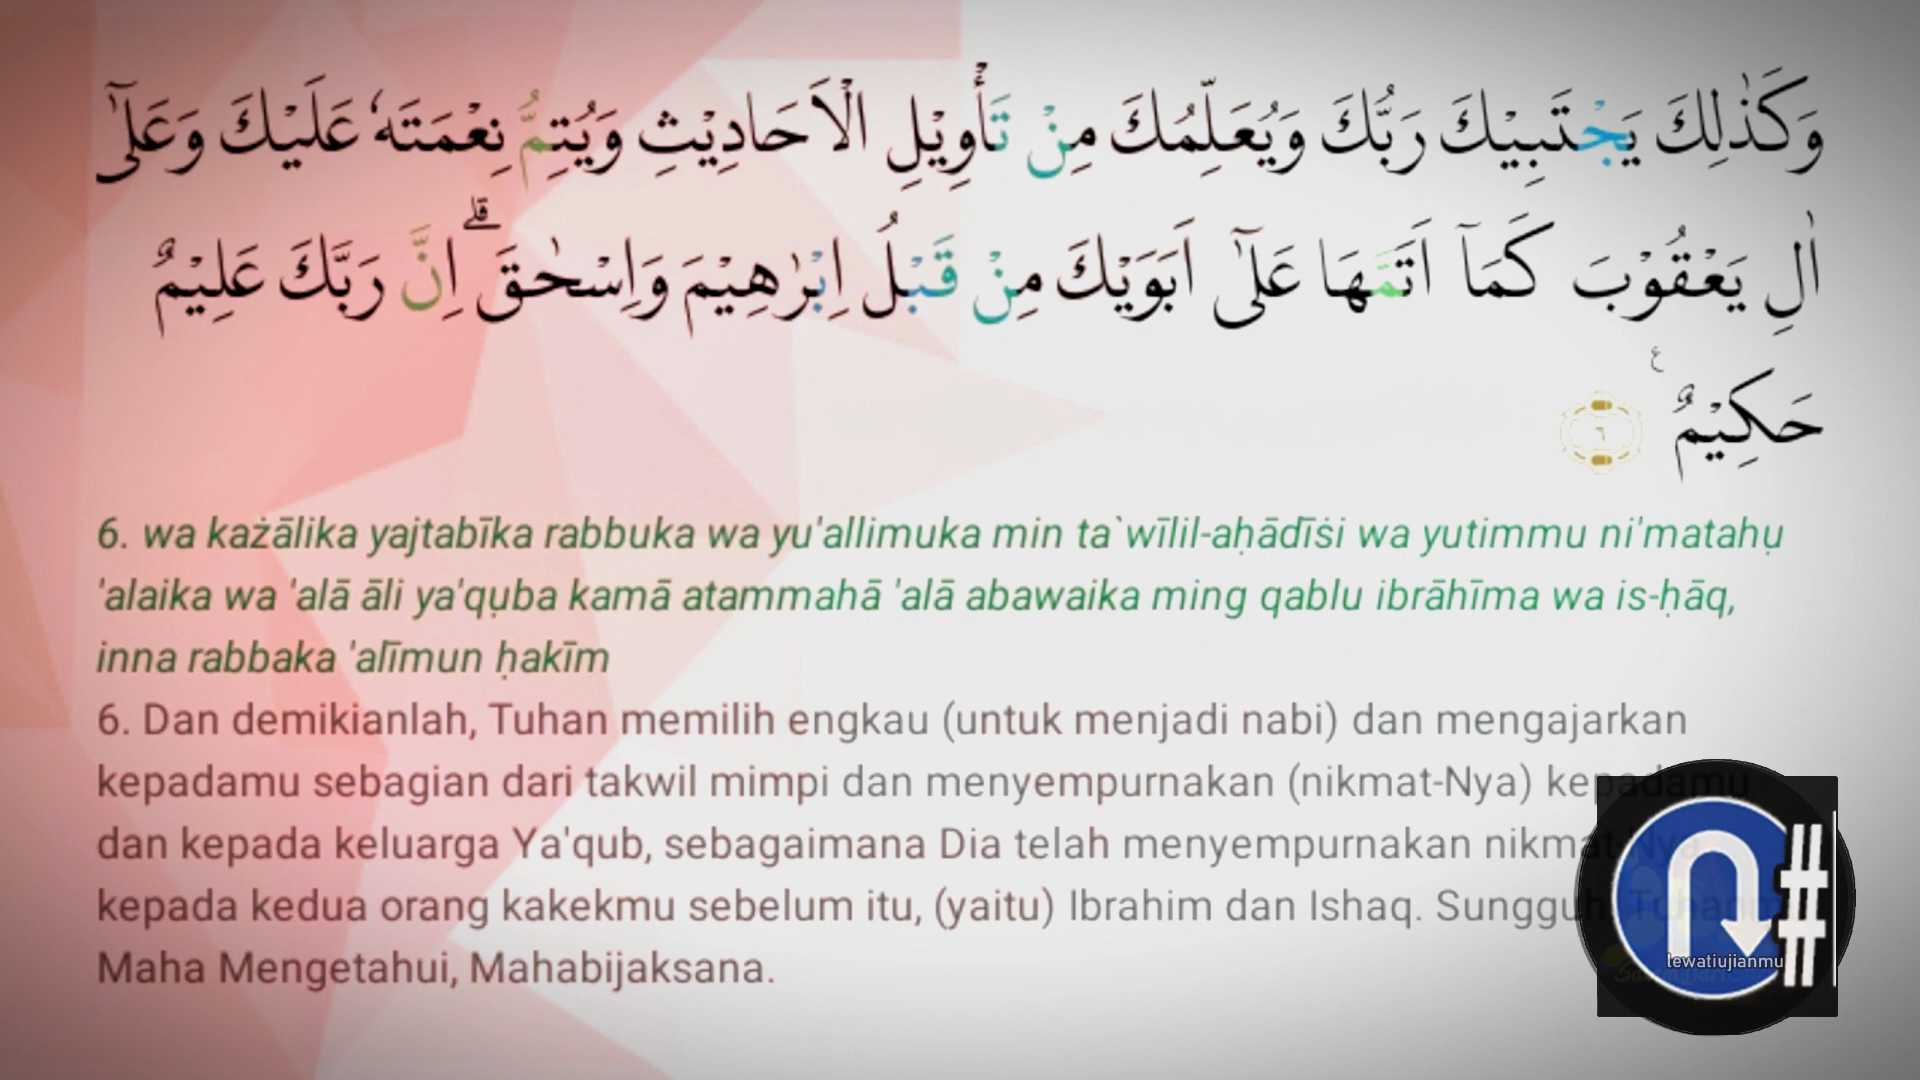 وَكَذٰلِكَ يَجْتَبِيْكَ رَبُّكَ وَيُعَلِّمُكَ مِنْ تَأْوِيْلِ الْاَحَادِيْثِ وَيُتِمُّ نِعْمَتَهٗ عَلَيْكَ وَعَلٰٓى
اٰلِ يَعْقُوْبَ كَمَآ اَتَمَّهَا عَلٰٓى اَبَوَيْكَ مِنْ قَبْلُ اِبْرٰهِيْمَ وَاِسْحٰقَۗ اِنَّ رَبَّكَ عَلِيْمٌ
حَكِيْمٌ ࣖ ٦
6. wa każālika yajtabīka rabbuka wa yu'allimuka min ta`wīlil-aḥādīṡi wa yutimmu ni'matahụ
'alaika wa 'alā āli ya'qụba kamā atammahā 'alā abawaika ming qablu ibrāhīma wa is-ḥāq,
inna rabbaka 'alīmun ḥakīm
6. Dan demikianlah, Tuhan memilih engkau (untuk menjadi nabi) dan mengajarkan
kepadamu sebagian dari takwil mimpi dan menyempurnakan (nikmat-Nya) kepadamu
dan kepada keluarga Ya'qub, sebagaimana Dia telah menyempurnakan nikmat-Nya
kepada kedua orang kakekmu sebelum itu, (yaitu) Ibrahim dan Ishaq. Sungguh,
Maha Mengetahui, Mahabijaksana.
#
lewatiujianmu